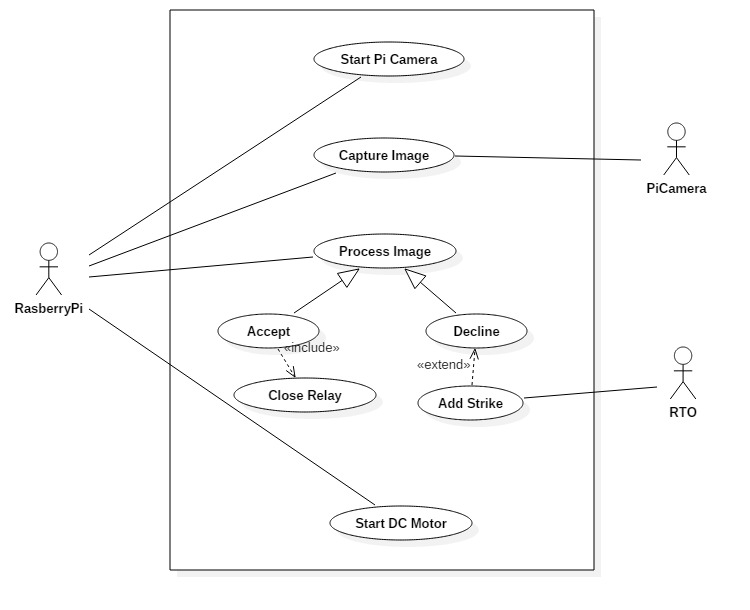 Start Pi Camera
Capture Image
PiCamera
Process Image
RasberryPi
Accept
Decline
«include»
«extend»
Close Relay
Add Strike
RTO
Start DC Motor